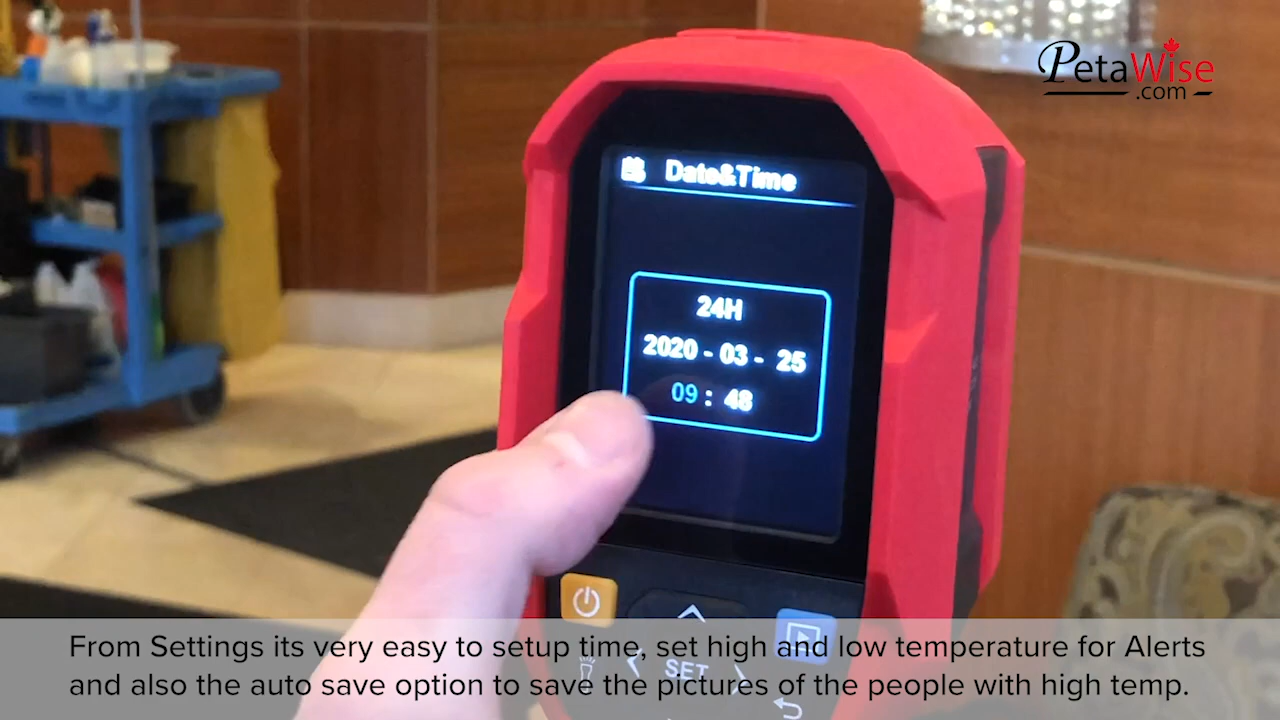 PetaWise
.com
Date&Time
24H
2020 - 03 - 25
09 : 48
SET
From Settings its very easy to setup time, set high and low temperature for Alerts
and also the auto save option to save the pictures of the people with high temp.